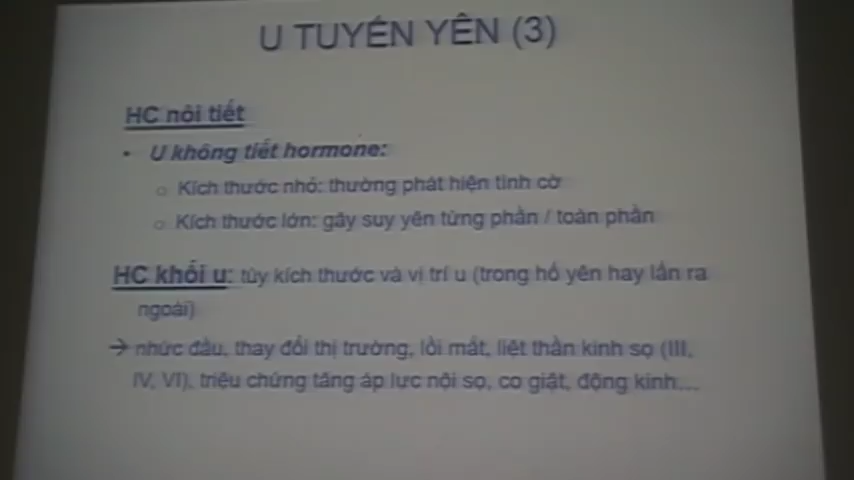 U TUYẾN YÊN (3)
HC nội tiết
• U không tiết hormone:
o Kích thước nhỏ: thường phát hiện tình cờ
o Kích thước lớn: gây suy yên từng phần / toàn phần
HC khối u: tùy kích thước và vị trí u (trong hố yên hay lấn ra
ngoài)
→ nhức đầu, thay đổi thị trường, lồi mắt, liệt thần kinh sọ (III,
IV, VI), triệu chứng tăng áp lực nội sọ, co giật, động kinh...